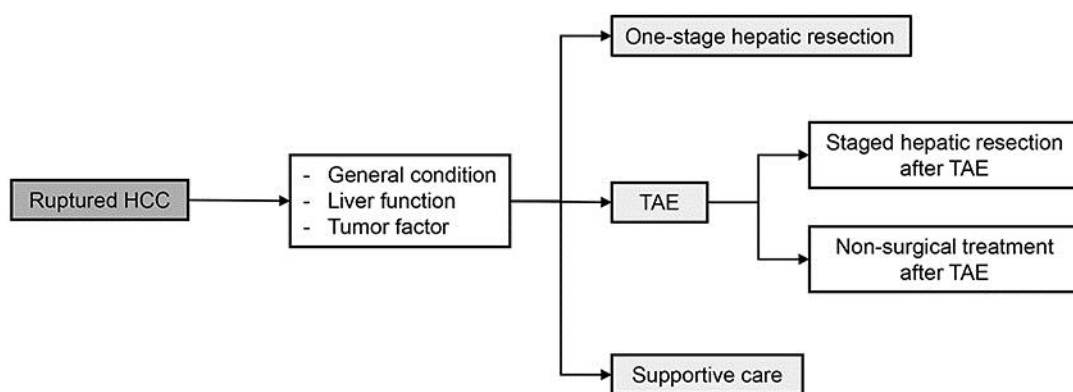 One-stage hepatic resection
Ruptured HCC
- General condition
- Liver function
- Tumor factor
TAE
Staged hepatic resection
after TAE
Non-surgical treatment
after TAE
Supportive care